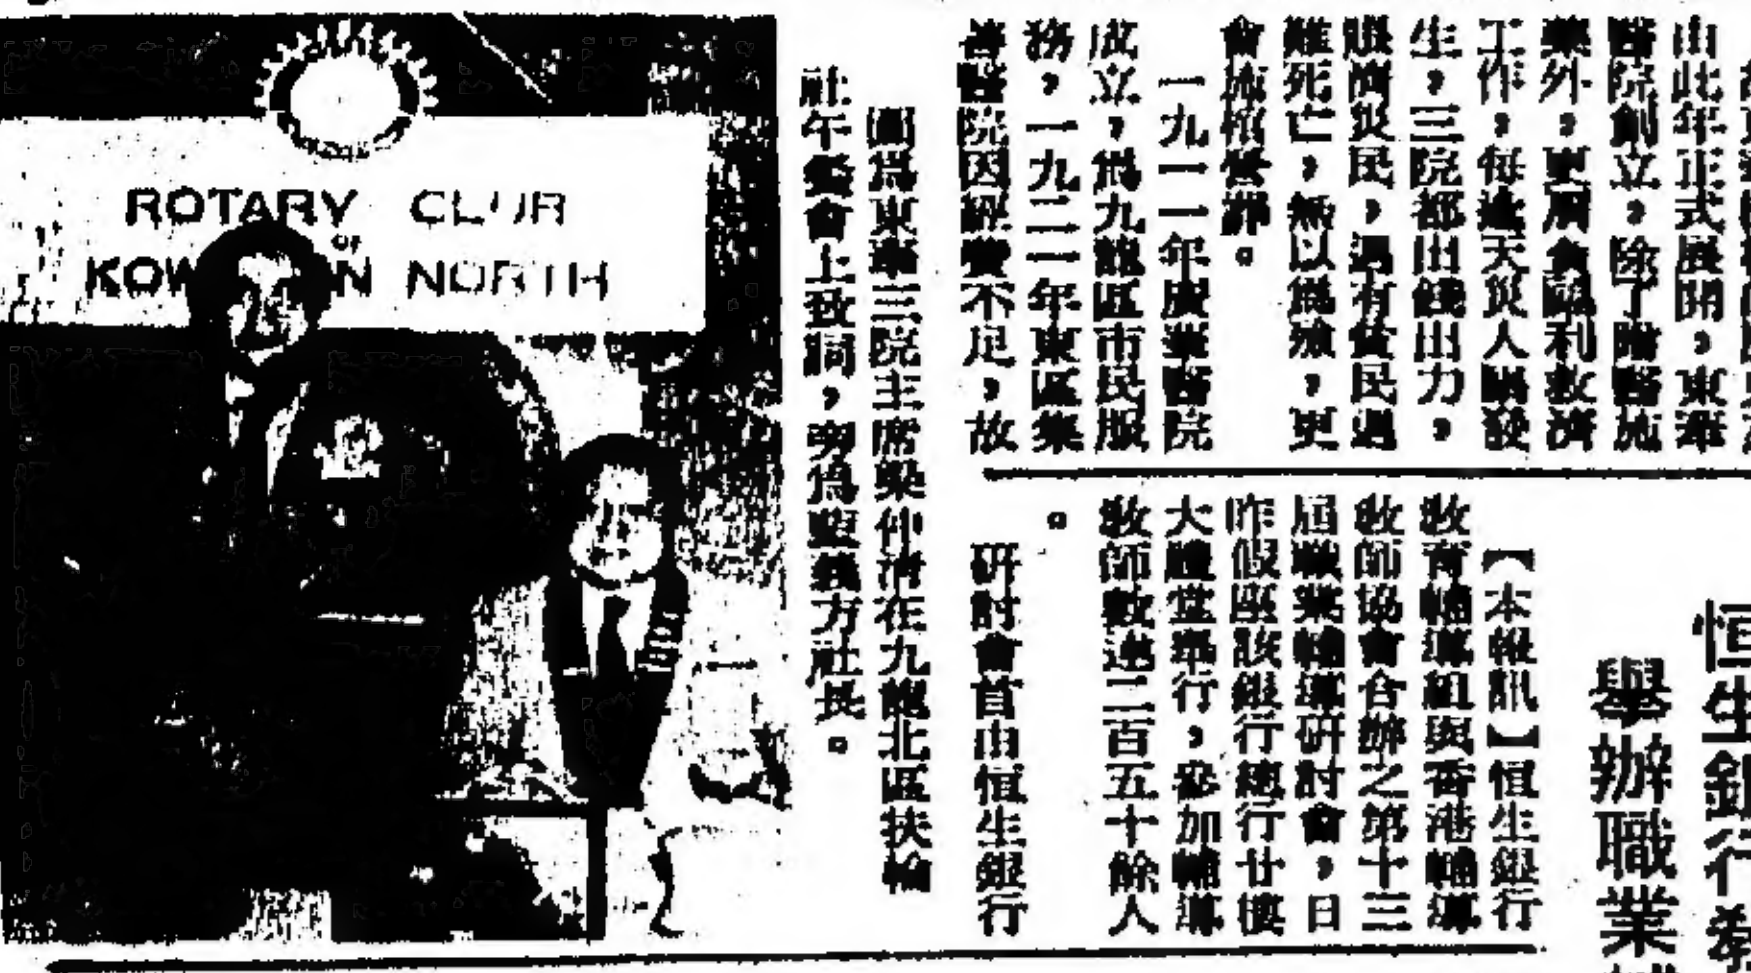 由此年正式展開，東華
醫院創立，除了贈醫施
藥外，更肩負福利救濟
工作，每逢天災人禍發
生，三院都出錢出力，
賑濟災民，遇有貧民遇
難死亡，無以為殮，更
會施棺營葬。
一九一一年廣華醫院
成立，為九龍區市民服
務，一九二一年東區集
善醫院因經費不足，故
ROTARY CLUB
OF
KOW N NORTH
圖為東華三院主席梁仲清在九龍北區扶輪
社午餐會上致詞，旁為 方社長。
恒生銀行教
舉辦職業
【本報訊】恒生銀行
教育輔導組與香港輔導
教師協會合辦之第十三
屆職業輔導研討會，日
昨假座該銀行總行廿樓
大禮堂舉行，參加輔導
教師數達二百五十餘人
。
研討會首由恒生銀行